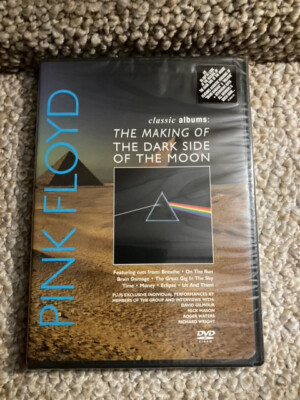 classic albums:
THE MAKING OF
THE DARK SIDE
OF THE MOON
PINK FLOYD
Featuring cuts from: Breathe • On The Run
Brain Damage • The Great Gig In The Sky
Time • Money • Eclipse • Us And Them
PLUS EXCLUSIVE INDIVIDUAL PERFORMANCES BY
MEMBERS OF THE GROUP AND INTERVIEWS WITH:
DAVID GILMOUR
NICK MASON
ROGER WATERS
RICHARD WRIGHT
DVD